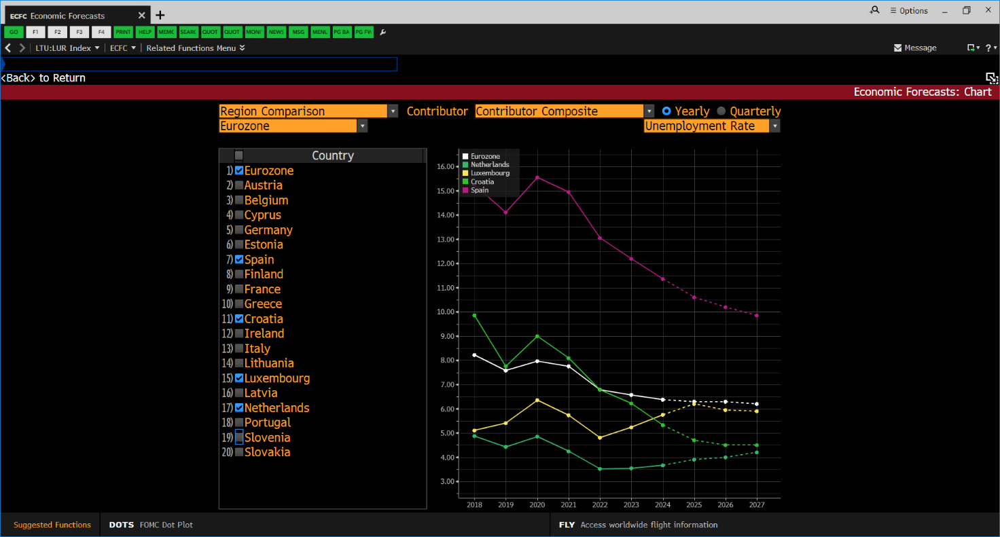 ECFC Economic Forecasts
Options
GO F1 F2 F3 F4 PRINT HELP MEMC SEARC QUOT QUOT MONI NEWS MSG MENU PG BA PG FW
LTU:LUR Index ECFC Related Functions Menu
Message ?
<Back> to Return
Economic Forecasts: Chart
Region Comparison Contributor Contributor Composite Yearly Quarterly
Eurozone Unemployment Rate
Country
1) Eurozone
2) Austria
3) Belgium
4) Cyprus
5) Germany
6) Estonia
7) Spain
8) Finland
9) France
10) Greece
11) Croatia
12) Ireland
13) Italy
14) Lithuania
15) Luxembourg
16) Latvia
17) Netherlands
18) Portugal
19) Slovenia
20) Slovakia
Eurozone
Netherlands
Luxembourg
Croatia
Spain
16.00
15.00
14.00
13.00
12.00
11.00
10.00
9.00
8.00
7.00
6.00
5.00
4.00
3.00
2018 2019 2020 2021 2022 2023 2024 2025 2026 2027
Suggested Functions DOTS FOMC Dot Plot FLY Access worldwide flight information